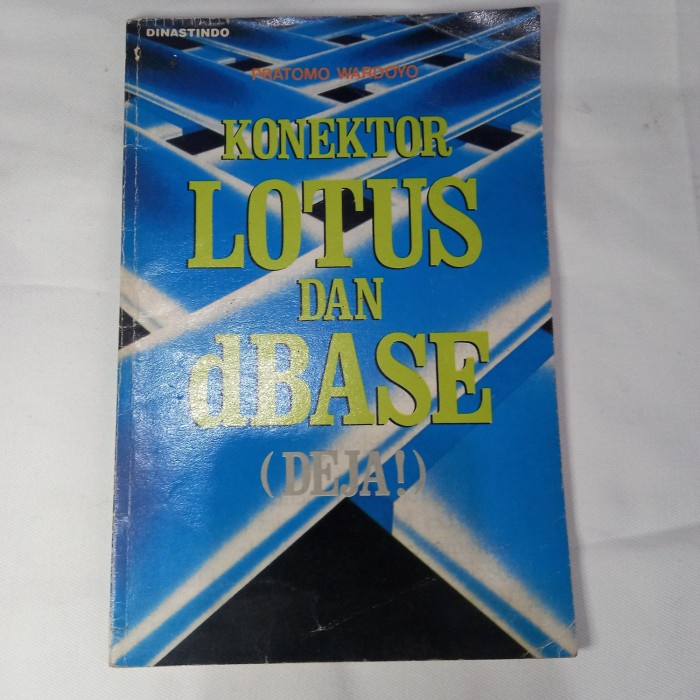 DINASTINDO
PRATOMO WARDOYO
KONEKTOR
LOTUS
DAN
dBASE
(DEJA!)